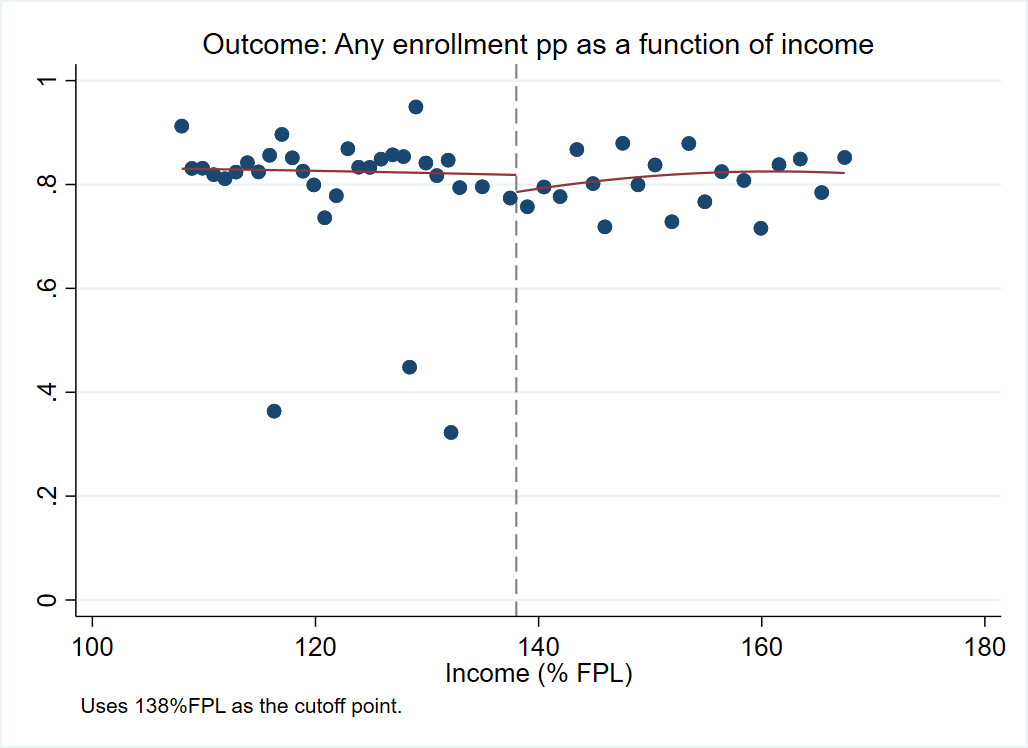 Outcome: Any enrollment pp as a function of income
1
.8
.6
.4
.2
0
100 120 140 160 180
Income (% FPL)
Uses 138%FPL as the cutoff point.